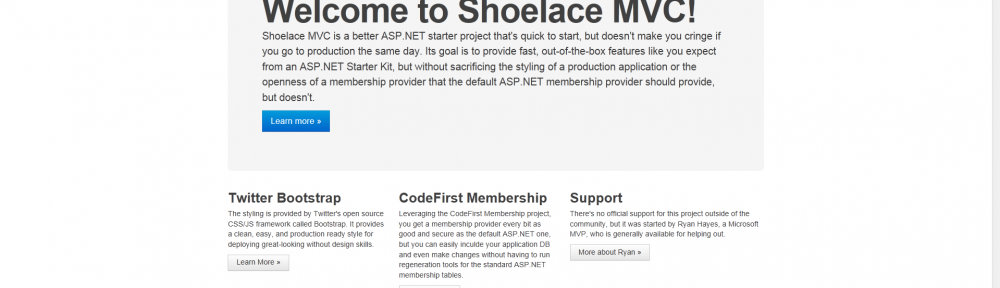 Welcome to Shoelace MVC!
Shoelace MVC is a better ASP.NET starter project that's quick to start, but doesn't make you cringe if
you go to production the same day. Its goal is to provide fast, out-of-the-box features like you expect
from an ASP.NET Starter Kit, but without sacrificing the styling of a production application or the
openness of a membership provider that the default ASP.NET membership provider should provide,
but doesn't.
Learn more »
Twitter Bootstrap
The styling is provided by Twitter's open source
CSS/JS framework called Bootstrap. It provides
a clean, easy, and production ready style for
deploying great-looking without design skills.
Learn More »
CodeFirst Membership
Leveraging the CodeFirst Membership project,
you get a membership provider every bit as
good and secure as the default ASP.NET one,
but you can easily inculde your application DB
and even make changes without having to run
regeneration tools for the standard ASP.NET
membership tables.
Support
There's no official support for this project outside of the
community, but it was started by Ryan Hayes, a Microsoft
MVP, who is generally available for helping out.
More about Ryan »